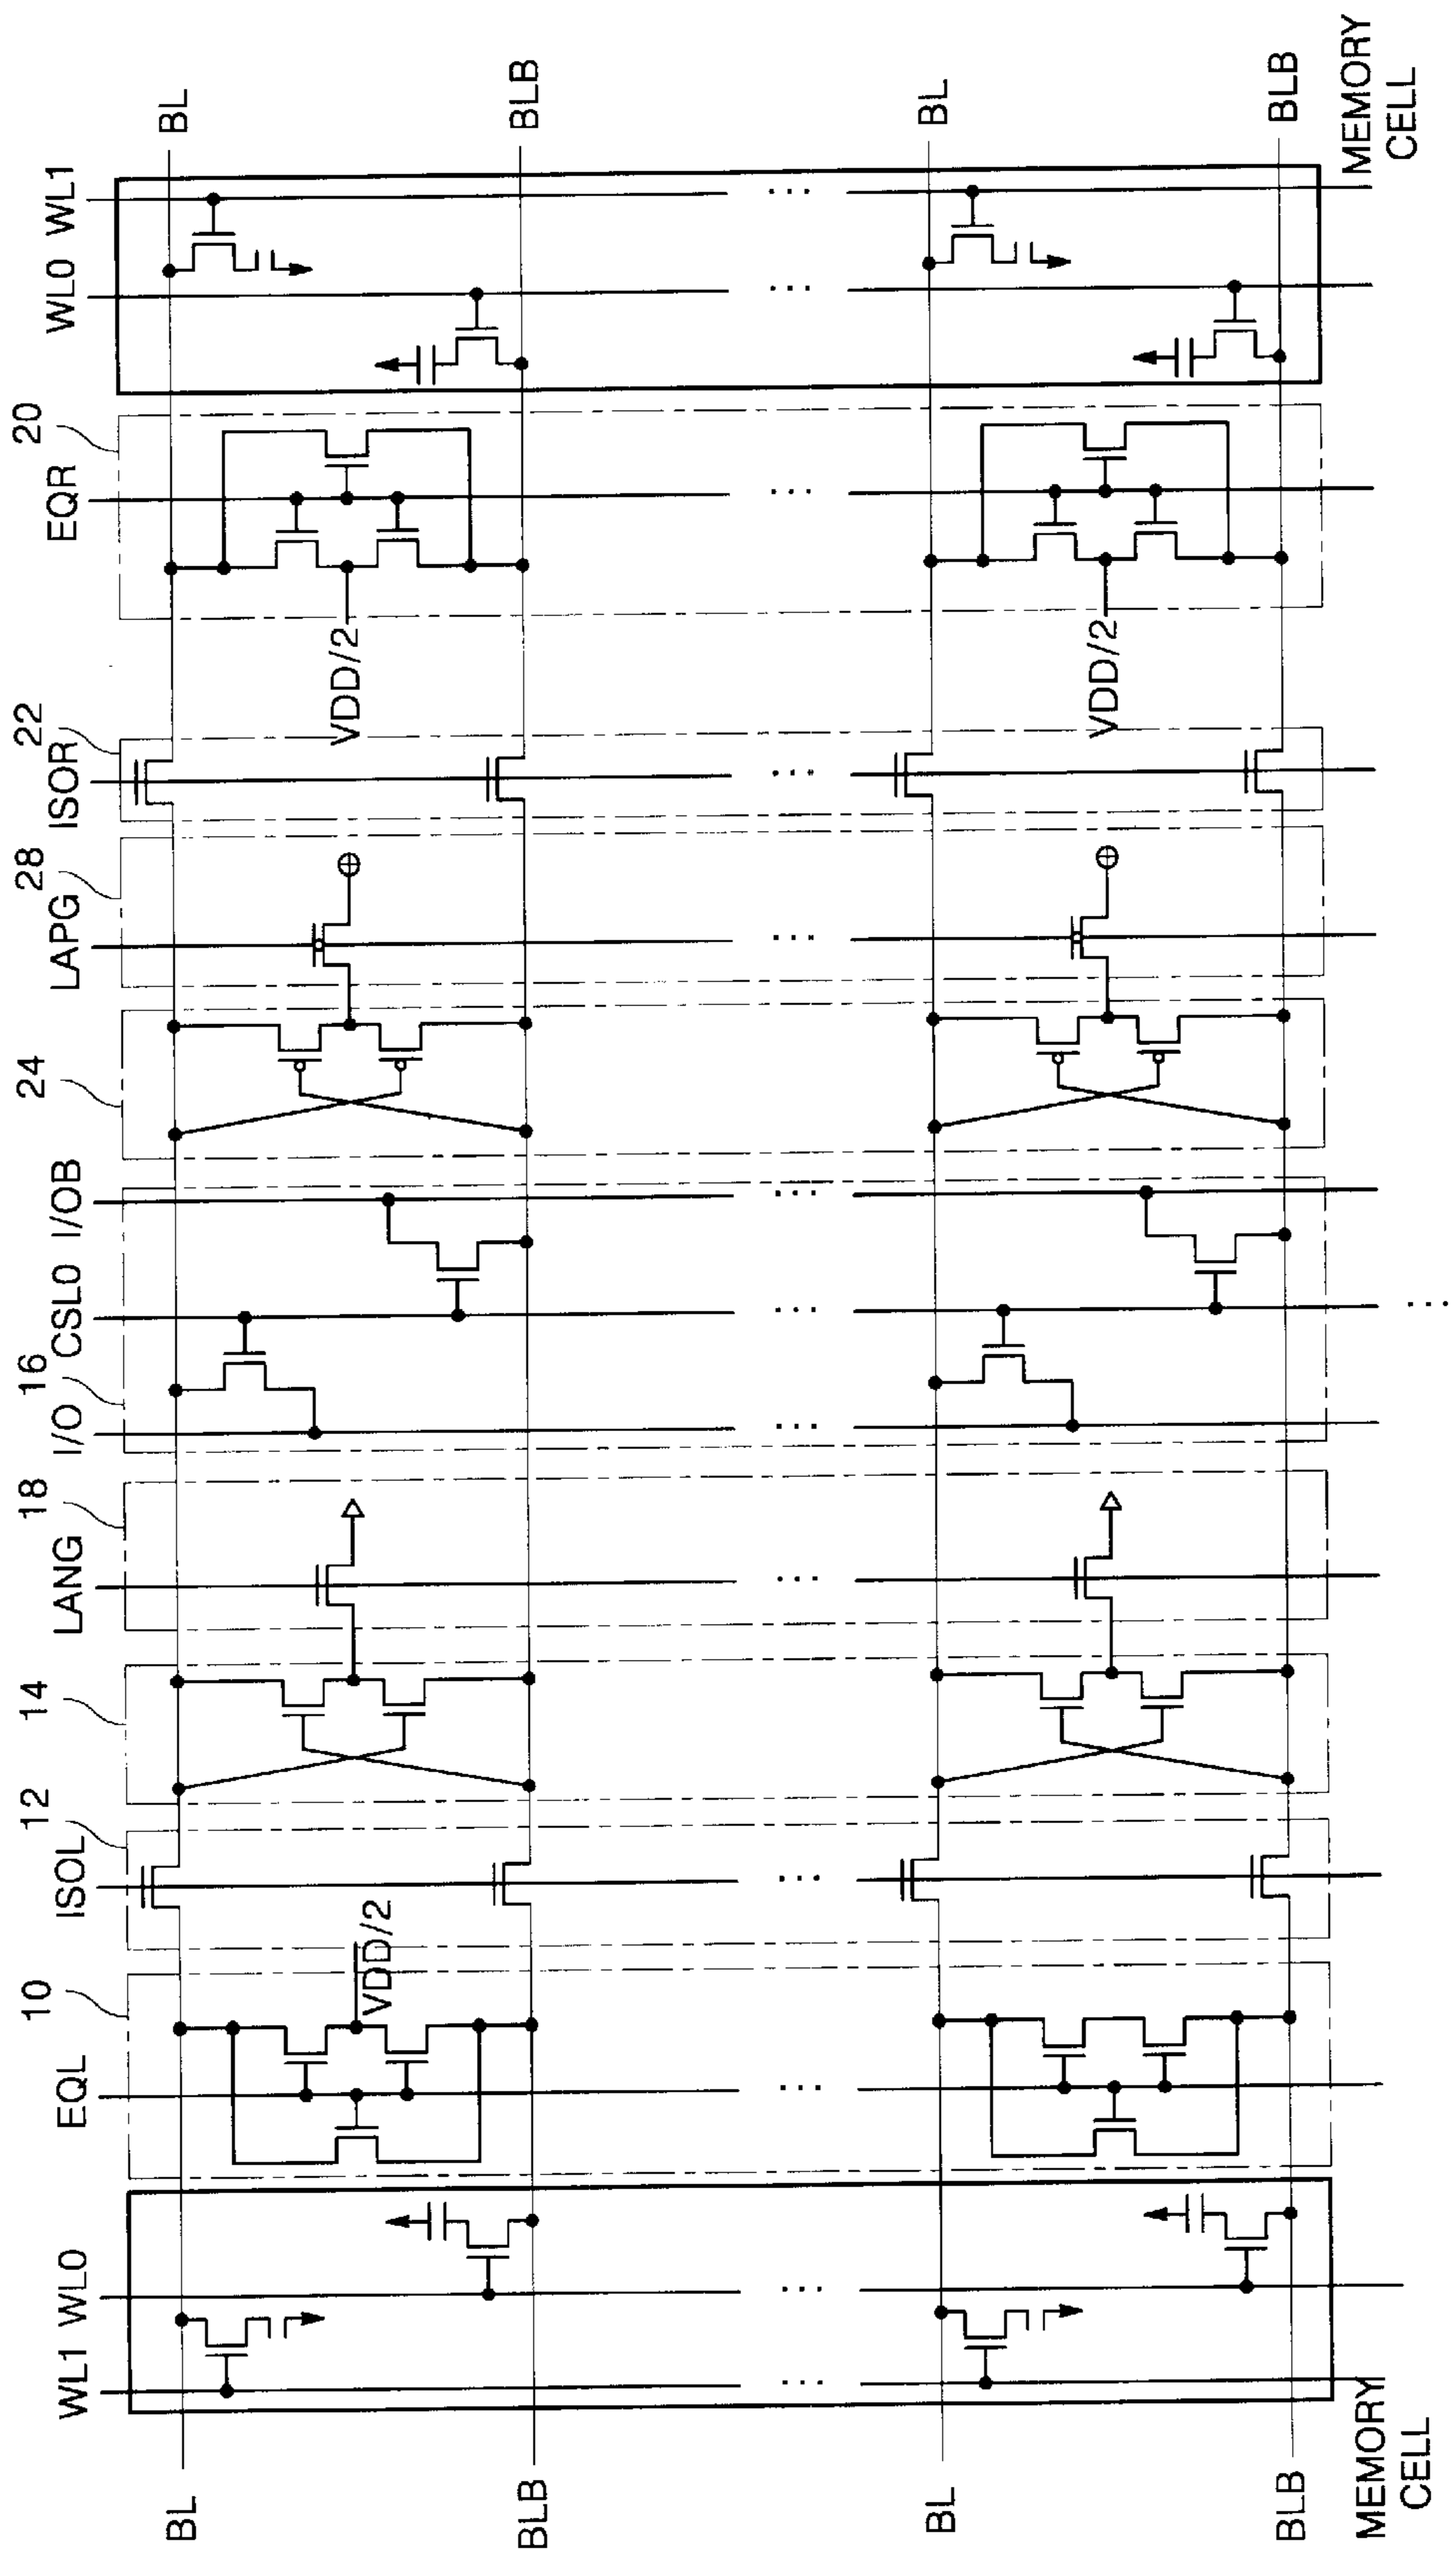 BL
BLB
BL
BLB
WL0 WL1
MEMORY
CELL
20
EQR
VDD/2
VDD/2
22
ISOR
28
LAPG
24
I/O 16 CSL0 I/OB
18
LANG
14
12
ISOL
VDD/2
10
EQL
WL1 WL0
MEMORY
CELL
BL
BLB
BL
BLB